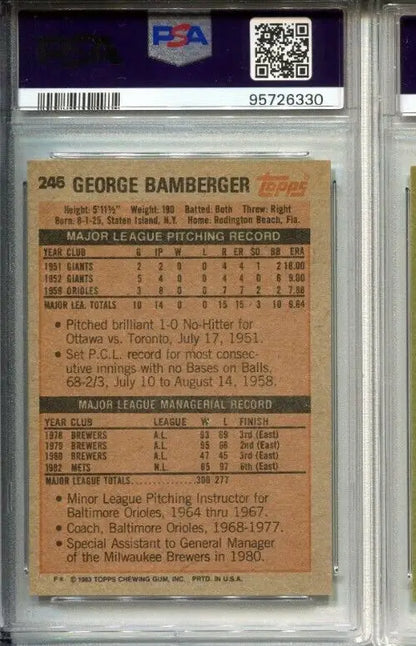 PSA
95726330
246 GEORGE BAMBERGER Topps
Height: 5'11½" Weight: 190 Batted: Both Threw: Right
Born: 8-1-25, Staten Island, N.Y. Home: Redington Beach, Fla.
MAJOR LEAGUE PITCHING RECORD
YEAR CLUB G IP W L R ER SO BB ERA
1951 GIANTS 2 2 0 0 4 4 1 2 18.00
1952 GIANTS 5 4 0 0 4 4 0 6 9.00
1959 ORIOLES 3 8 0 0 7 7 2 2 7.88
MAJOR LEA. TOTALS 10 14 0 0 15 15 3 10 9.64
• Pitched brilliant 1-0 No-Hitter for
Ottawa vs. Toronto, July 17, 1951.
• Set P.C.L. record for most consec-
utive innings with no Bases on Balls,
68-2/3, July 10 to August 14, 1958.
MAJOR LEAGUE MANAGERIAL RECORD
YEAR CLUB LEAGUE W L FINISH
1978 BREWERS A.L. 93 69 3rd (East)
1979 BREWERS A.L. 95 66 2nd (East)
1980 BREWERS A.L. 47 45 3rd (East)
1982 METS N.L. 65 97 6th (East)
MAJOR LEAGUE TOTALS............... 300 277
• Minor League Pitching Instructor for
Baltimore Orioles, 1964 thru 1967.
• Coach, Baltimore Orioles, 1968-1977.
• Special Assistant to General Manager
of the Milwaukee Brewers in 1980.
© 1983 TOPPS CHEWING GUM, INC. PRTD. IN U.S.A.